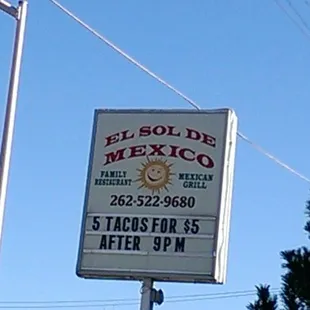 EL SOL DE
MEXICO
FAMILY MEXICAN
RESTAURANT GRILL
262-522-9680
5 TACOS FOR $5
AFTER 9PM